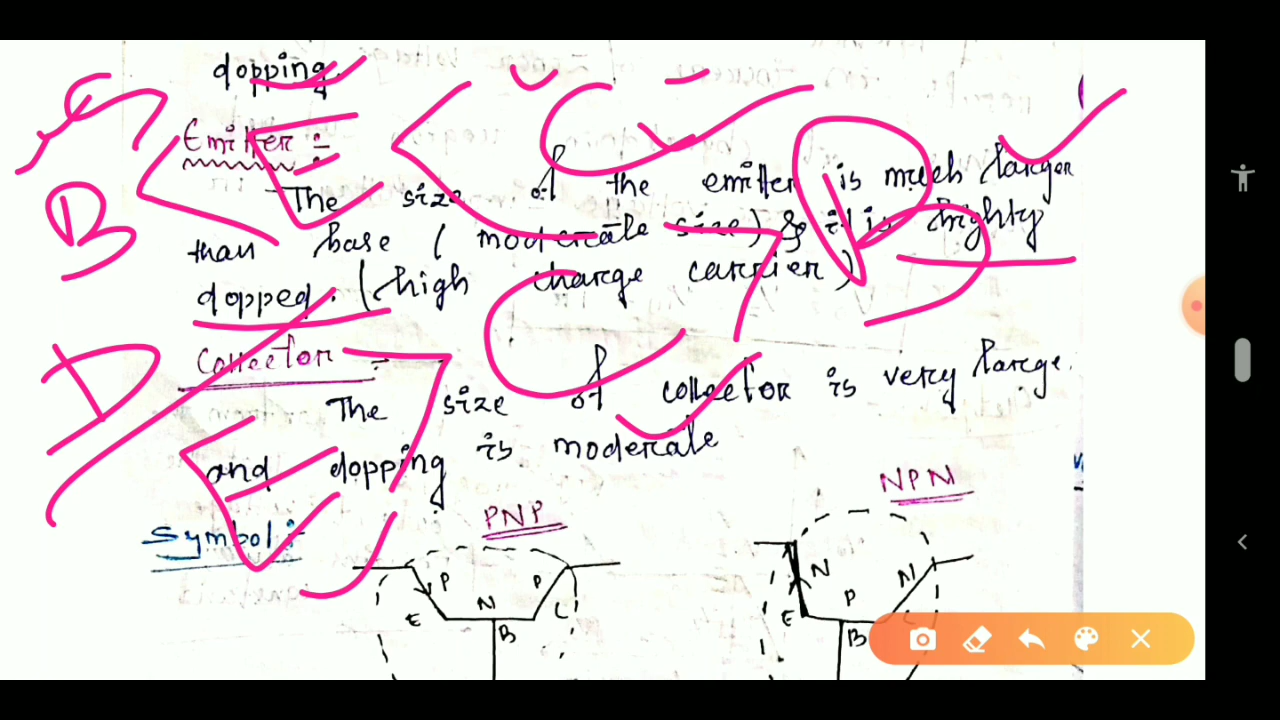 dopping.
Emitter :-
The size of the emitter is much larger
than base (moderate size) & it is highly
dopped. (high charge carrier)
Collector :-
The size of collector is very large.
and dopping is moderate
Symbol :-
PNP
NPN
P
N
P
E
B
C
N
P
N
E
B
C
B
E
C
D
E
C